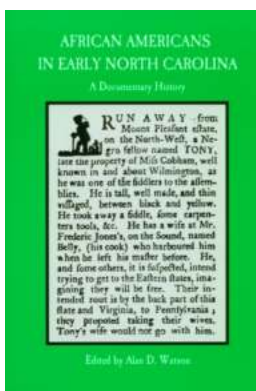 AFRICAN AMERICANS
IN EARLY NORTH CAROLINA
A Documentary History
RUN AWAY from
Mount Pleasant estate,
on the North-West, a Ne-
gro fellow named TONY,
late the property of Miss Cobham, well
known in and about Wilmington, as
he was one of the fiddlers to the assem-
blies. He is tall, well made, and thin
visaged, between black and yellow.
He took away a fiddle, some carpen-
ters tools, &c. He has a wife at Mr.
Frederic Jones's, on the Sound, named
Betty, (his cook) who harboured him
when he left his master before. He,
and some others, it is suspected, intend
trying to get to the Eastern states, ima-
gining they will be free. Their in-
tended rout is by the back part of this
state and Virginia, to Pennsylvania;
they proposed taking their wives.
Tony's wife would not go with him.
Edited by Alan D. Watson